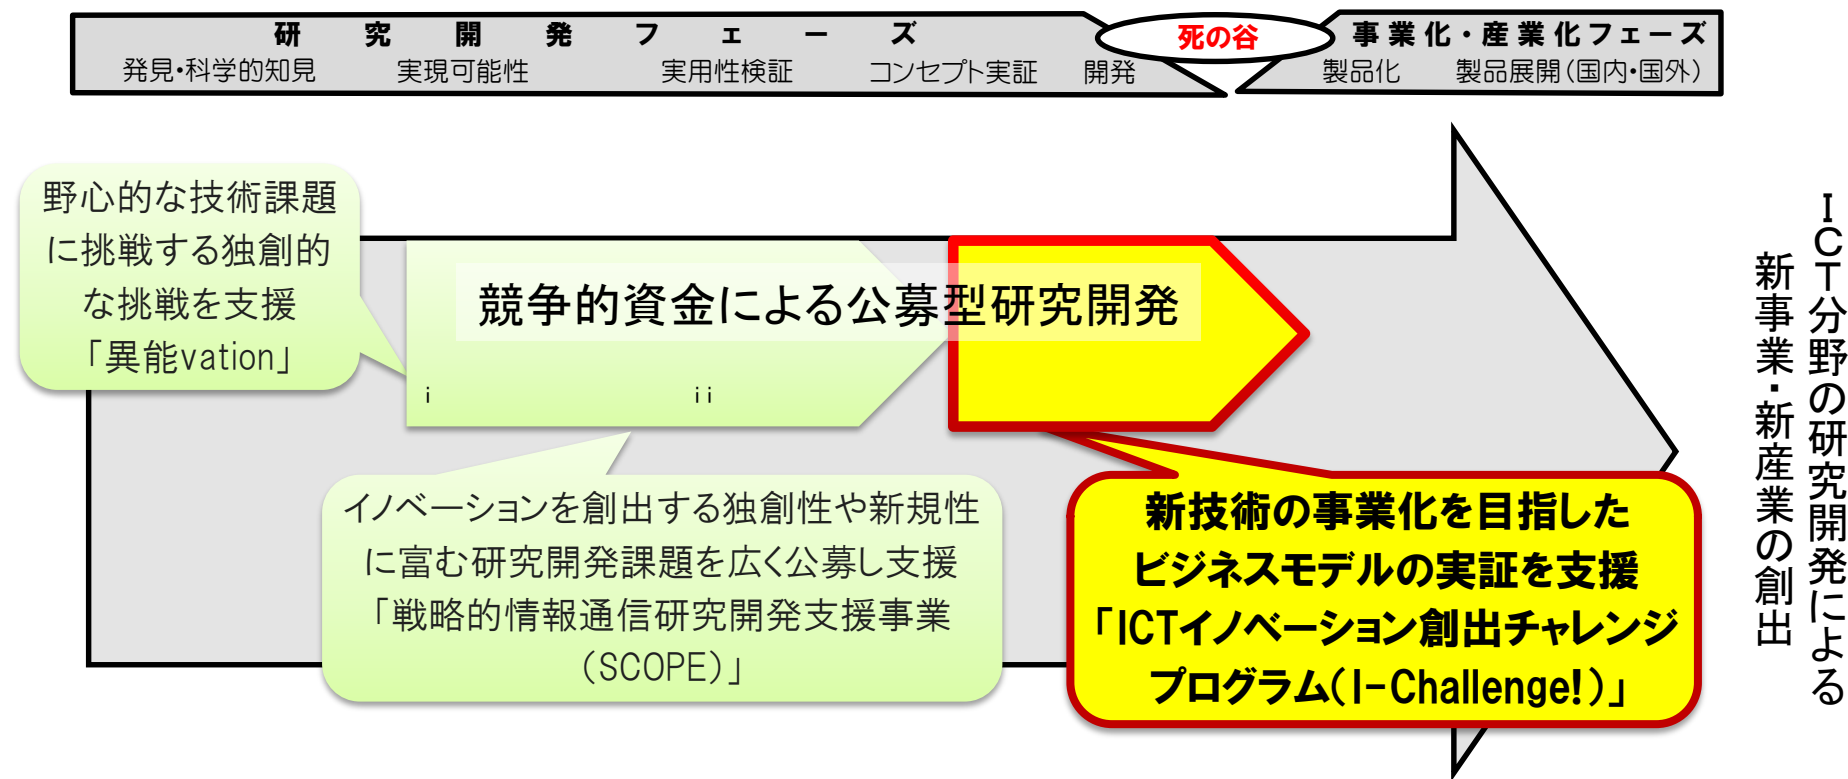 研究開発フェーズ
死の谷
事業化・産業化フェーズ
発見・科学的知見
実現可能性
実用性検証
コンセプト実証
開発
製品化
製品展開(国内・国外)
野心的な技術課題
に挑戦する独創的
な挑戦を支援
「異能vation」
競争的資金による公募型研究開発
i
ii
イノベーションを創出する独創性や新規性
に富む研究開発課題を広く公募し支援
「戦略的情報通信研究開発支援事業
(SCOPE)」
新技術の事業化を目指した
ビジネスモデルの実証を支援
「ICTイノベーション創出チャレンジ
プログラム(I-Challenge!)」
ICT分野の研究開発による
新事業・新産業の創出